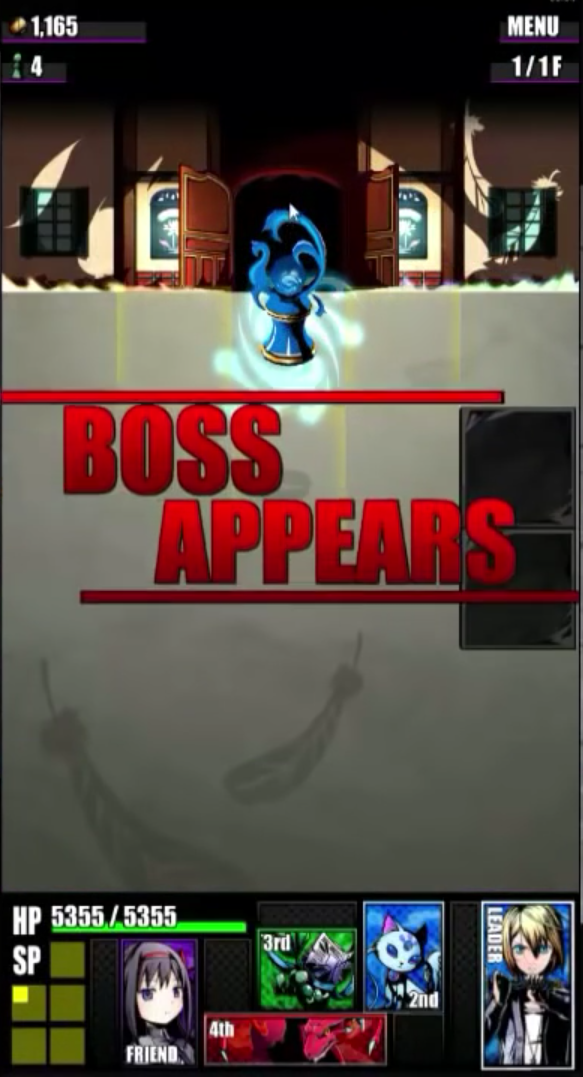 1,165
MENU
4
1/1F
BOSS
APPEARS
HP 5355/5355
SP
3rd
2nd
LEADER
4th
FRIEND